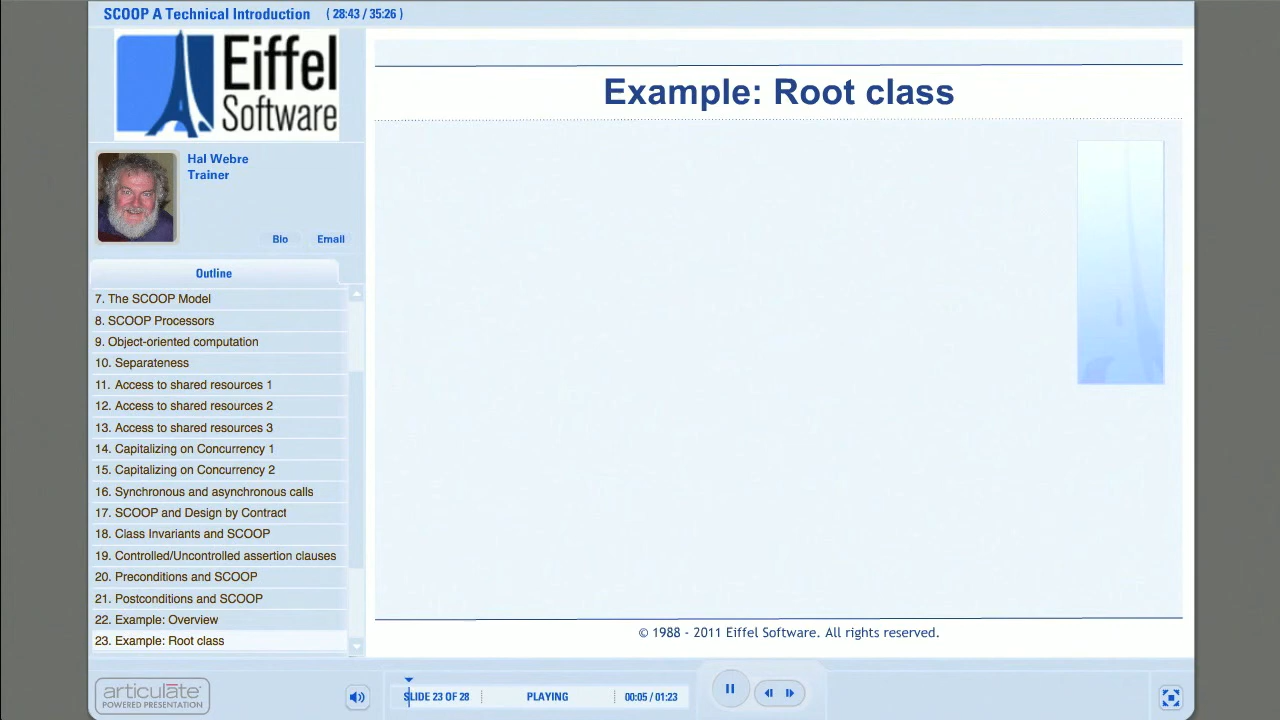 SCOOP A Technical Introduction ( 28:43 / 35:26 )
Eiffel
Software
Hal Webre
Trainer
Bio Email
Outline
7. The SCOOP Model
8. SCOOP Processors
9. Object-oriented computation
10. Separateness
11. Access to shared resources 1
12. Access to shared resources 2
13. Access to shared resources 3
14. Capitalizing on Concurrency 1
15. Capitalizing on Concurrency 2
16. Synchronous and asynchronous calls
17. SCOOP and Design by Contract
18. Class Invariants and SCOOP
19. Controlled/Uncontrolled assertion clauses
20. Preconditions and SCOOP
21. Postconditions and SCOOP
22. Example: Overview
23. Example: Root class
Example: Root class
© 1988 - 2011 Eiffel Software. All rights reserved.
articulate®
POWERED PRESENTATION
SLIDE 23 OF 28 PLAYING 00:05 / 01:23